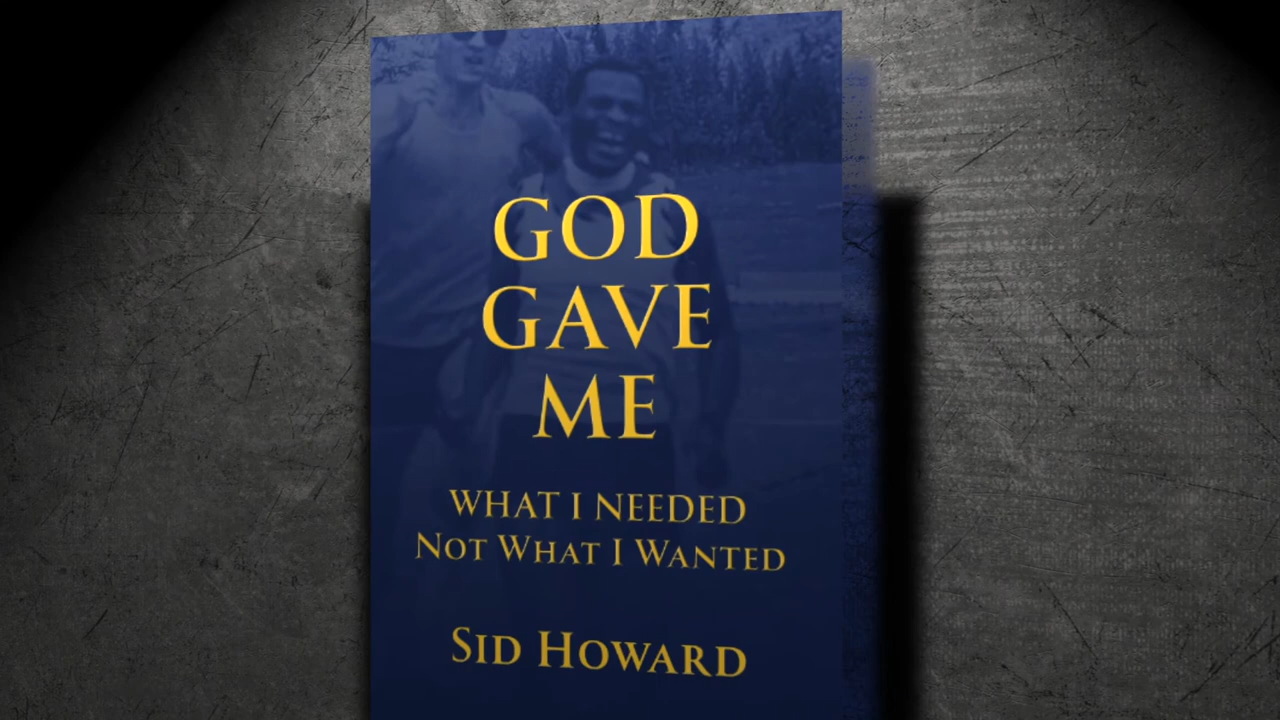 GOD
GAVE
ME
WHAT I NEEDED
NOT WHAT I WANTED
SID HOWARD